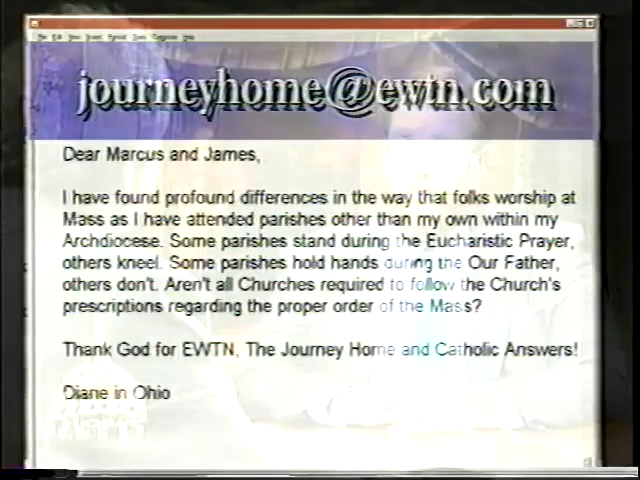 journeyhome@ewtn.com
Dear Marcus and James,
I have found profound differences in the way that folks worship at
Mass as I have attended parishes other than my own within my
Archdiocese. Some parishes stand during the Eucharistic Prayer,
others kneel. Some parishes hold hands during the Our Father,
others don't. Aren't all Churches required to follow the Church's
prescriptions regarding the proper order of the Mass?
Thank God for EWTN, The Journey Home and Catholic Answers!
Diane in Ohio